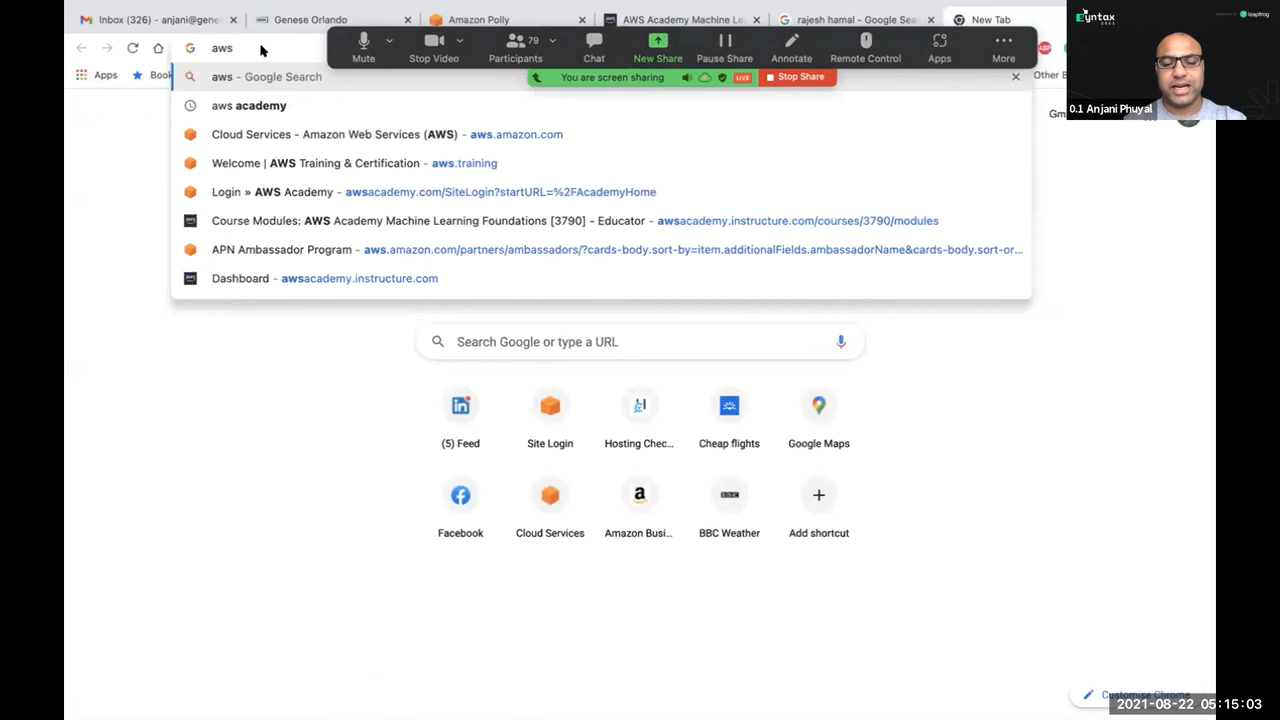 Inbox (326) - anjani@gene
Genese Orlando
Amazon Polly
AWS Academy Machine Le
rajesh hamal - Google Sea
New Tab
aws
Mute
Stop Video
79
Participants
Chat
New Share
Pause Share
Annotate
Remote Control
Apps
More
You are screen sharing
LIVE
Stop Share
Apps
Book
Other B
aws - Google Search
aws academy
Cloud Services - Amazon Web Services (AWS) - aws.amazon.com
Welcome | AWS Training & Certification - aws.training
Login » AWS Academy - awsacademy.com/SiteLogin?startURL=%2FAcademyHome
Course Modules: AWS Academy Machine Learning Foundations [3790] – Educator - awsacademy.instructure.com/courses/3790/modules
APN Ambassador Program - aws.amazon.com/partners/ambassadors/?cards-body.sort-by=item.additionalFields.ambassadorName&cards-body.sort-or...
Dashboard - awsacademy.instructure.com
Gm
Syntax
leapfrog
0.1 Anjani Phuyal
Search Google or type a URL
(5) Feed
Site Login
Hosting Chec...
Cheap flights
Google Maps
Facebook
Cloud Services
Amazon Busi...
BBC Weather
Add shortcut
Customise Chrome
2021-08-22 05:15:03